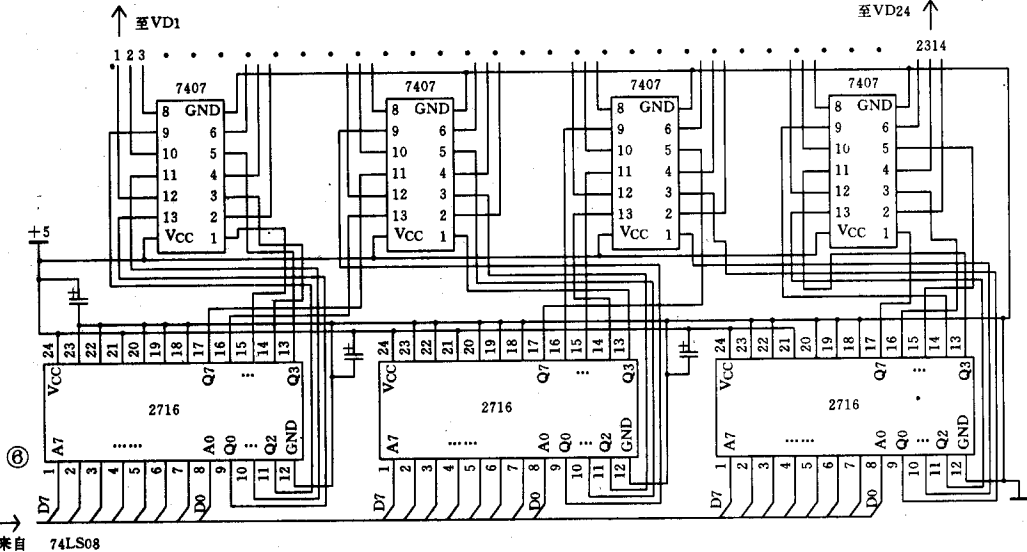 至VD1 至VD24
1 2 3 2314
7407 7407 7407 7407
8 GND 8 GND 8 GND 8 GND
9 6 9 6 9 6 9 6
10 5 10 5 10 5 10 5
11 4 11 4 11 4 11 4
12 3 12 3 12 3 12 3
13 2 13 2 13 2 13 2
VCC 1 VCC 1 VCC 1 VCC 1
+5
+ + +
24 23 22 21 20 19 18 17 16 15 14 13 24 23 22 21 20 19 18 17 16 15 14 13 24 23 22 21 20 19 18 17 16 15 14 13
VCC Q7 ... Q3 VCC Q7 ... Q3 VCC Q7 ... Q3
2716 2716 2716
A7 ...... A0 Q0 ... Q2 GND A7 ...... A0 Q0 ... Q2 GND A7 ...... A0 Q0 ... Q2 GND
⑥
1 2 3 4 5 6 7 8 9 10 11 12 1 2 3 4 5 6 7 8 9 10 11 12 1 2 3 4 5 6 7 8 9 10 11 12
D7 D0 D7 D0 D7 D0
来自 74LS08